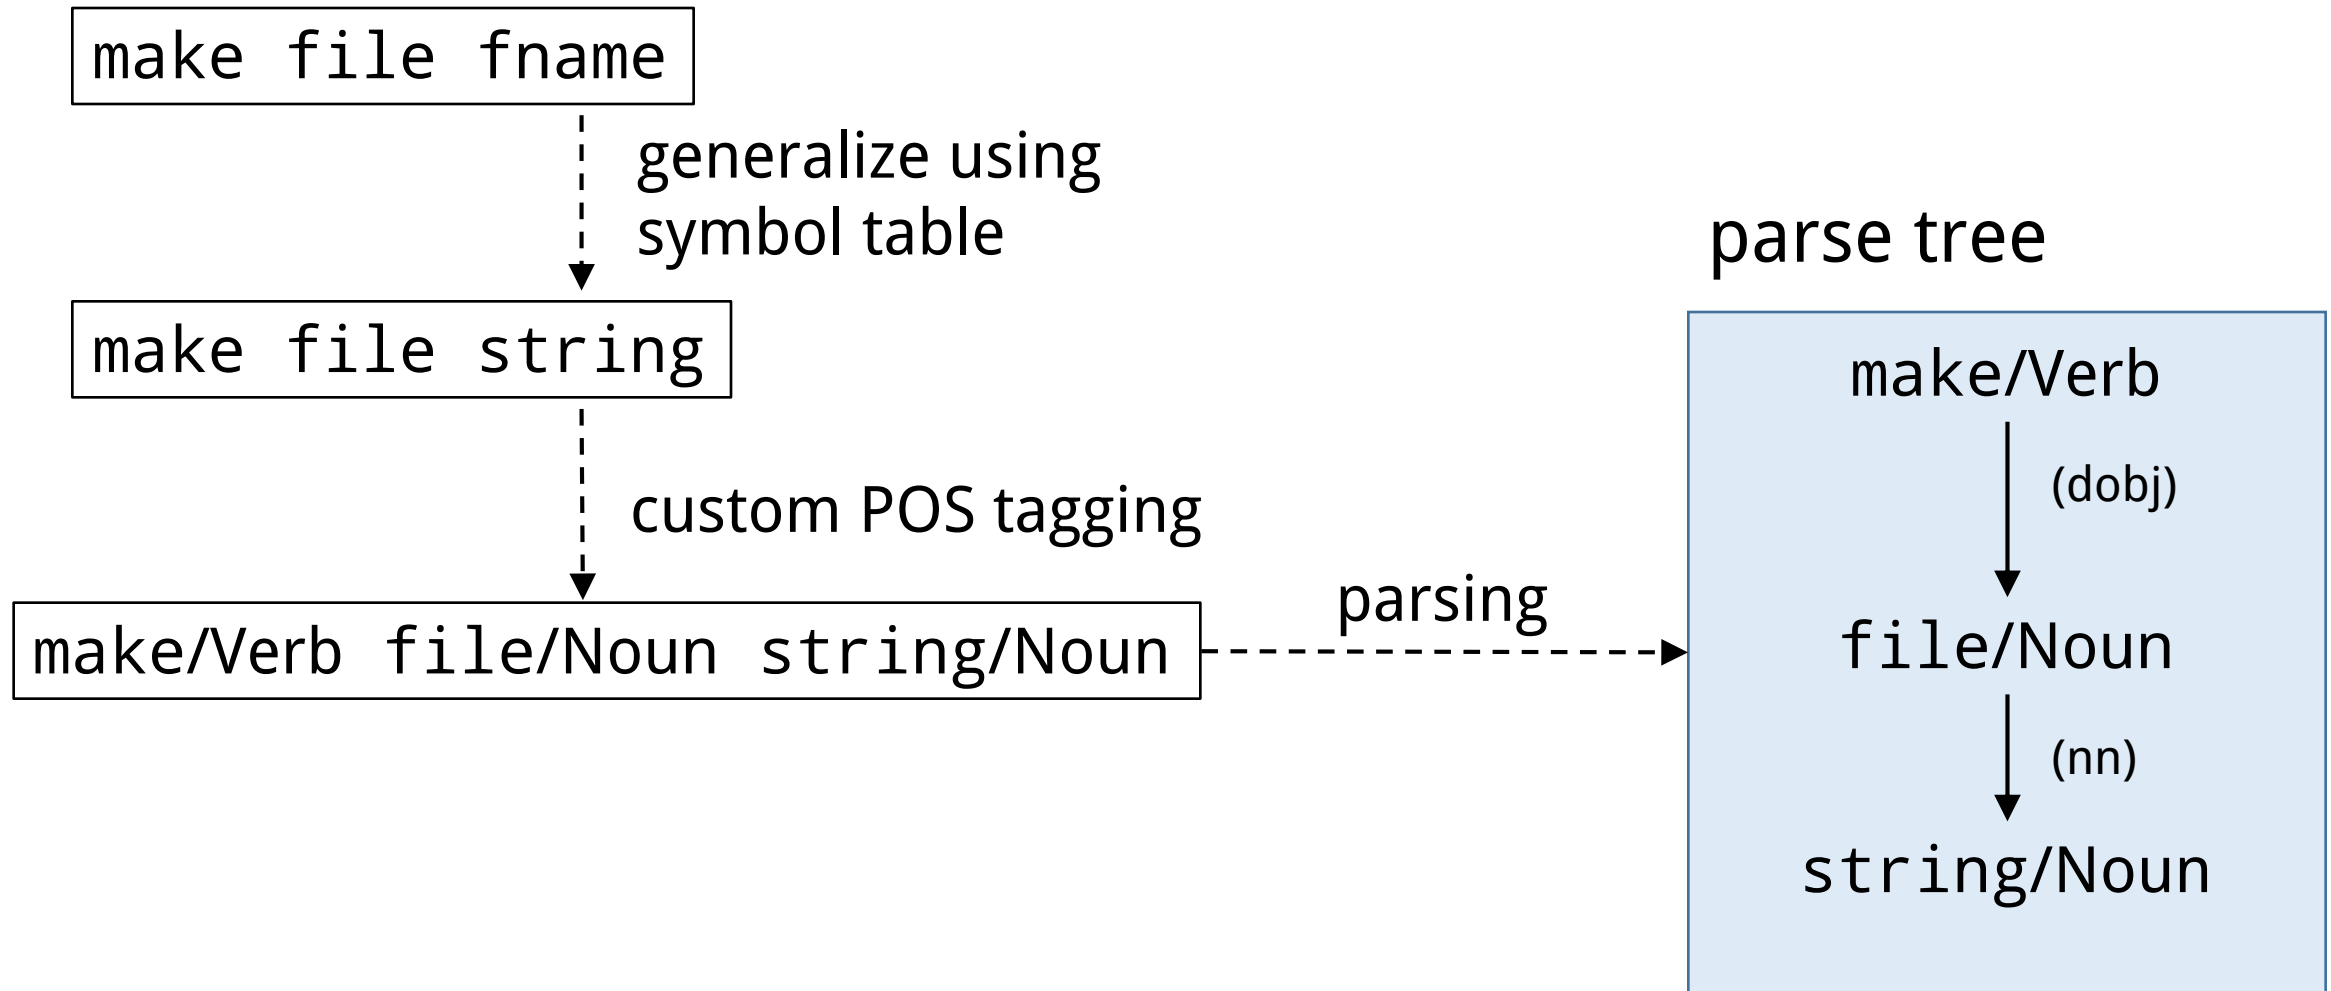 make file fname
generalize using
symbol table
make file string
custom POS tagging
make/Verb file/Noun string/Noun
parsing
parse tree
make/Verb
(dobj)
file/Noun
(nn)
string/Noun